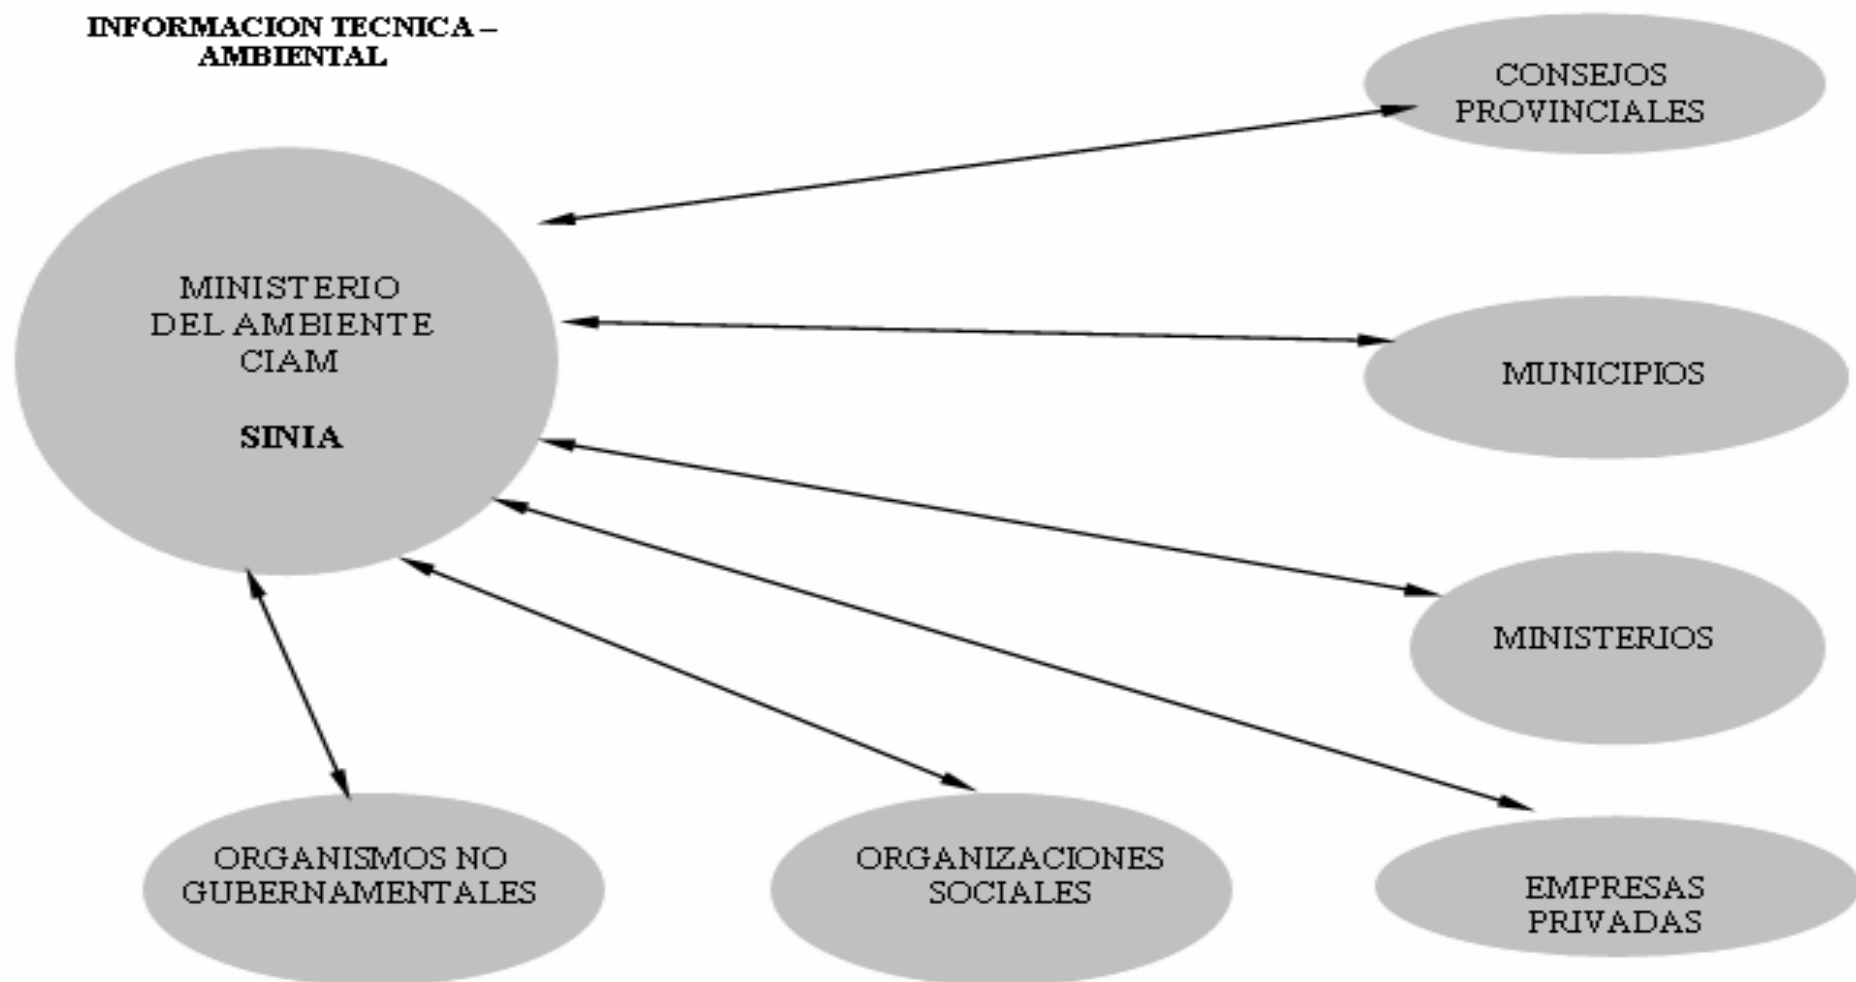 INFORMACION TECNICA –
AMBIENTAL
CONSEJOS
PROVINCIALES
MINISTERIO
DEL AMBIENTE
CIAM
SINIA
MUNICIPIOS
MINISTERIOS
ORGANISMOS NO
GUBERNAMENTALES
ORGANIZACIONES
SOCIALES
EMPRESAS
PRIVADAS